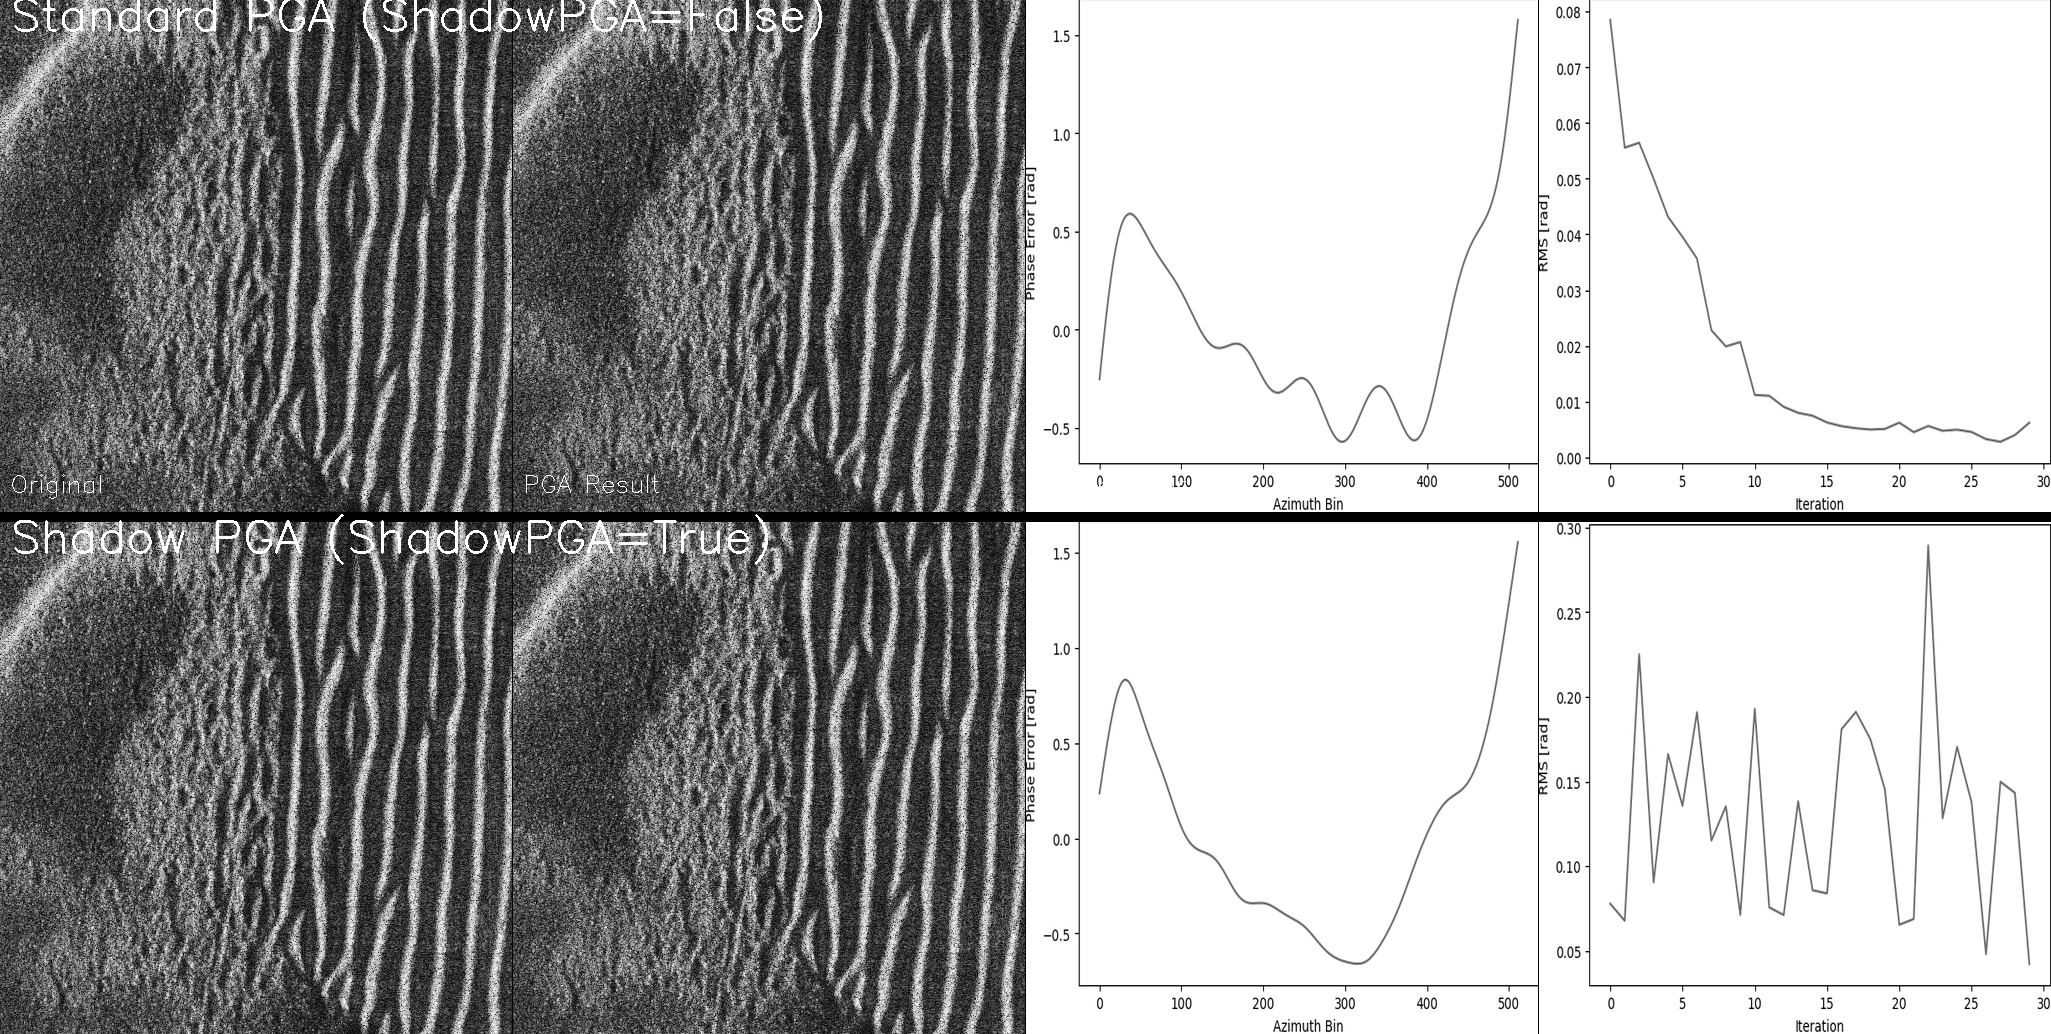 Standard PGA (ShadowPGA=False)
Original
PGA Result
1.5
1.0
0.5
0.0
−0.5
Phase Error [rad]
0 100 200 300 400 500
Azimuth Bin
0.08
0.07
0.06
0.05
0.04
0.03
0.02
0.01
0.00
RMS [rad]
0 5 10 15 20 25 30
Iteration
Shadow PGA (ShadowPGA=True)
1.5
1.0
0.5
0.0
−0.5
Phase Error [rad]
0 100 200 300 400 500
Azimuth Bin
0.30
0.25
0.20
0.15
0.10
0.05
RMS [rad]
0 5 10 15 20 25 30
Iteration